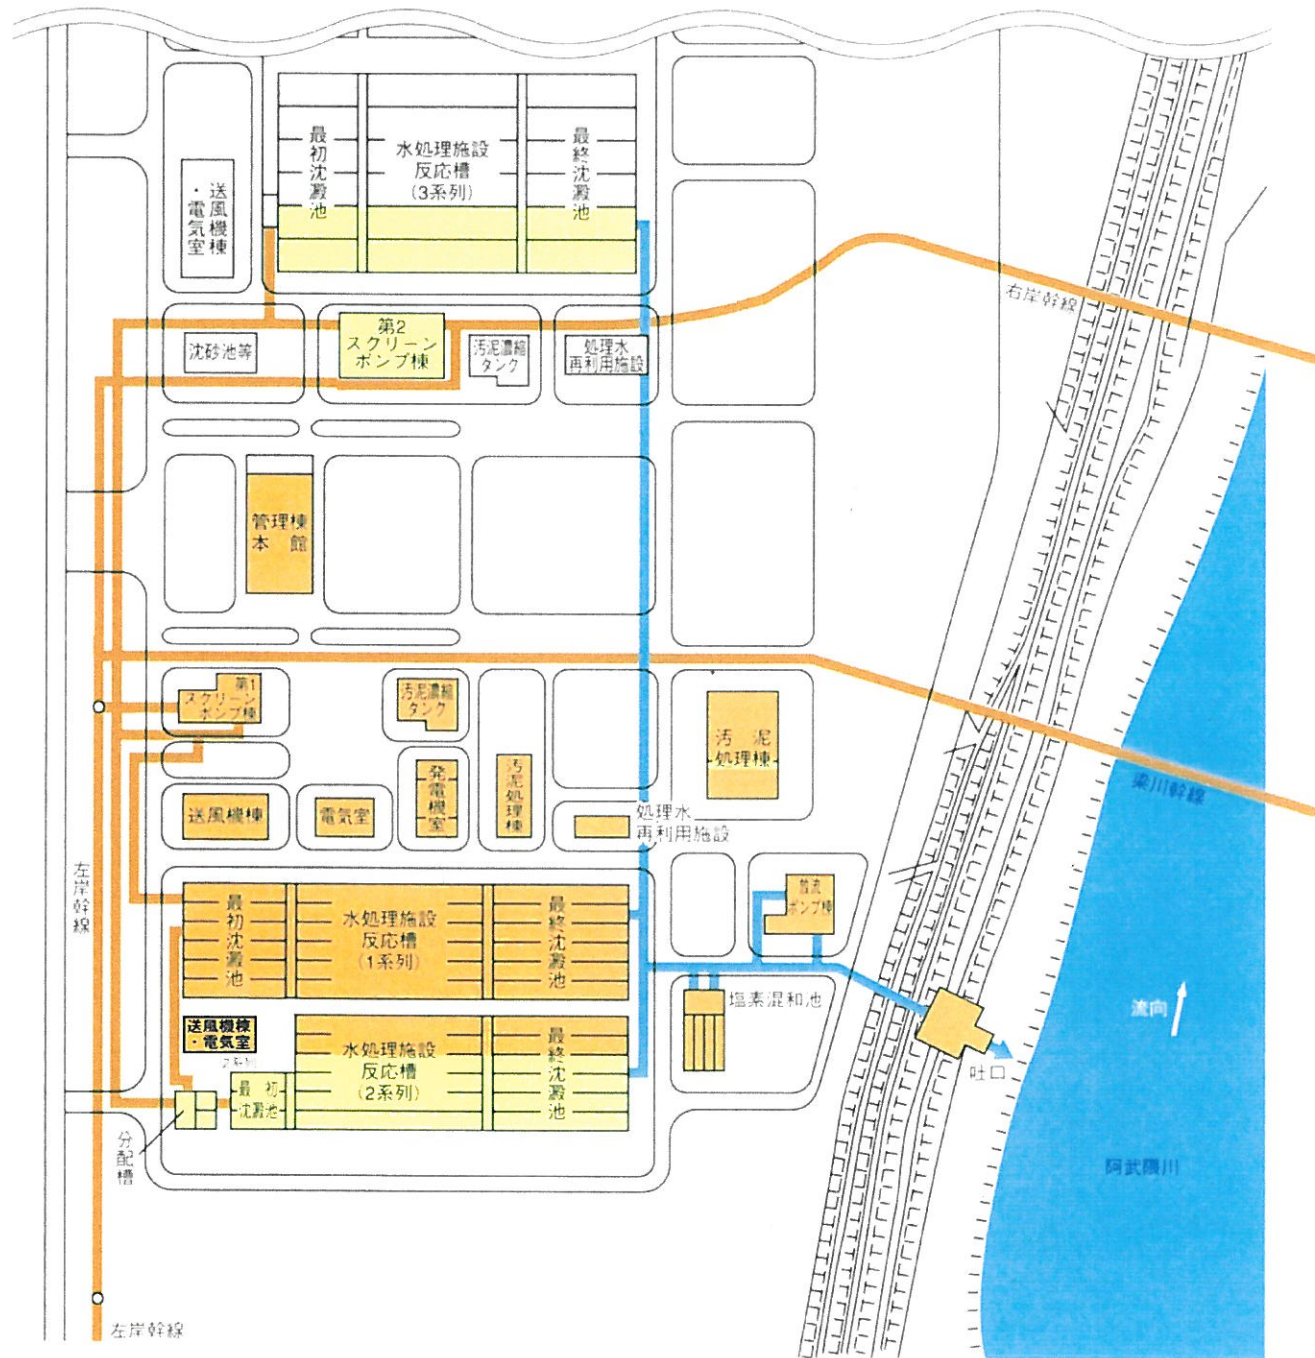 最初沈澱池
水処理施設
反応槽
(3系列)
最終沈澱池
送風機棟
・電気室
右岸幹線
沈砂池等
第2
スクリーン
ポンプ棟
汚泥濃縮
タンク
処理水
再利用施設
管理棟
本館
第1
スクリーン
ポンプ棟
汚泥濃縮
タンク
汚泥
処理棟
梁川幹線
送風機棟
電気室
発電機室
汚泥処理棟
処理水
再利用施設
左岸幹線
最初沈澱池
水処理施設
反応槽
(1系列)
最終沈澱池
放流
ポンプ棟
塩素混和池
流向
吐口
送風機棟
・電気室
2系列
最初
沈澱池
水処理施設
反応槽
(2系列)
最終沈澱池
分配槽
阿武隈川
左岸幹線